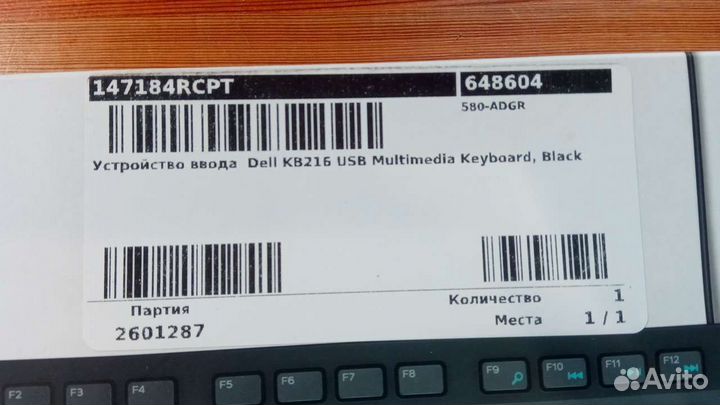 147184RCPT 648604
580-ADGR
Устройство ввода Dell KB216 USB Multimedia Keyboard, Black
Партия
2601287
Количество 1
Места 1 / 1
F2 F3 F4 F5 F6 F7 F8 F9 F10 F11 F12
Avito